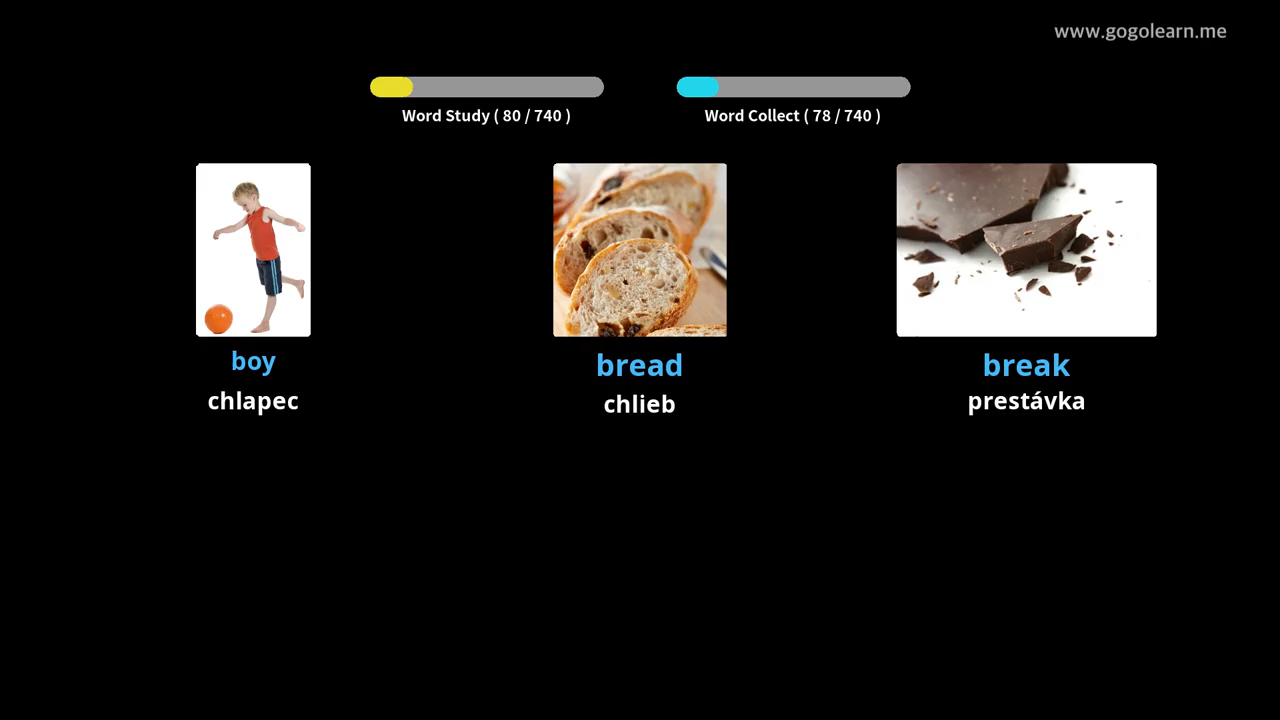 www.gogolearn.me
Word Study ( 80 / 740 )
Word Collect ( 78 / 740 )
boy
chlapec
bread
chlieb
break
prestávka